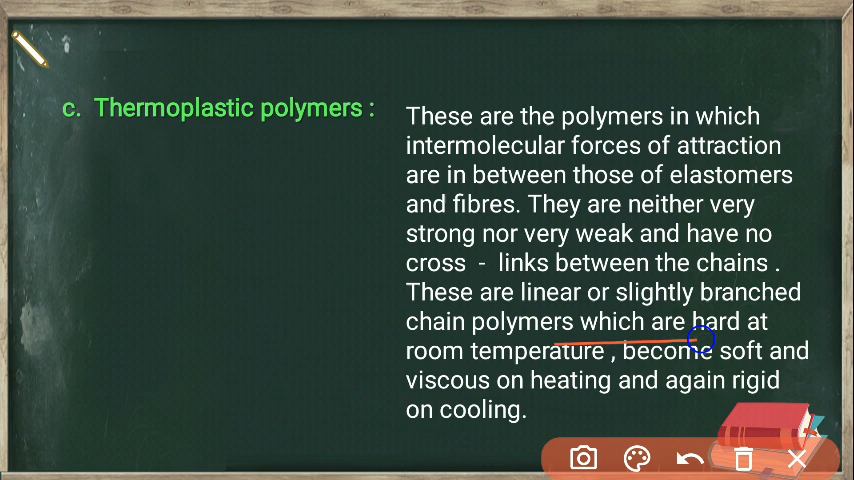 c. Thermoplastic polymers :
These are the polymers in which
intermolecular forces of attraction
are in between those of elastomers
and fibres. They are neither very
strong nor very weak and have no
cross - links between the chains .
These are linear or slightly branched
chain polymers which are hard at
room temperature , become soft and
viscous on heating and again rigid
on cooling.